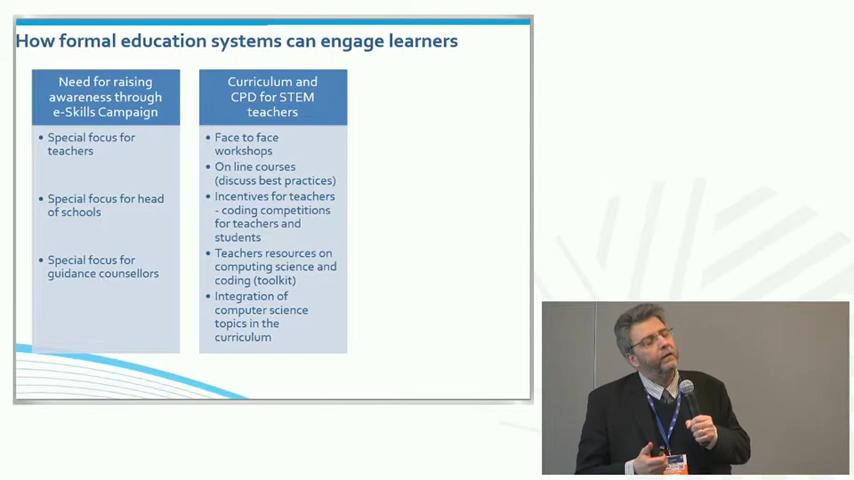 How formal education systems can engage learners
Need for raising
awareness through
e-Skills Campaign
• Special focus for
teachers
• Special focus for head
of schools
• Special focus for
guidance counsellors
Curriculum and
CPD for STEM
teachers
• Face to face
workshops
• On line courses
(discuss best practices)
• Incentives for teachers
- coding competitions
for teachers and
students
• Teachers resources on
computing science and
coding (toolkit)
• Integration of
computer science
topics in the
curriculum